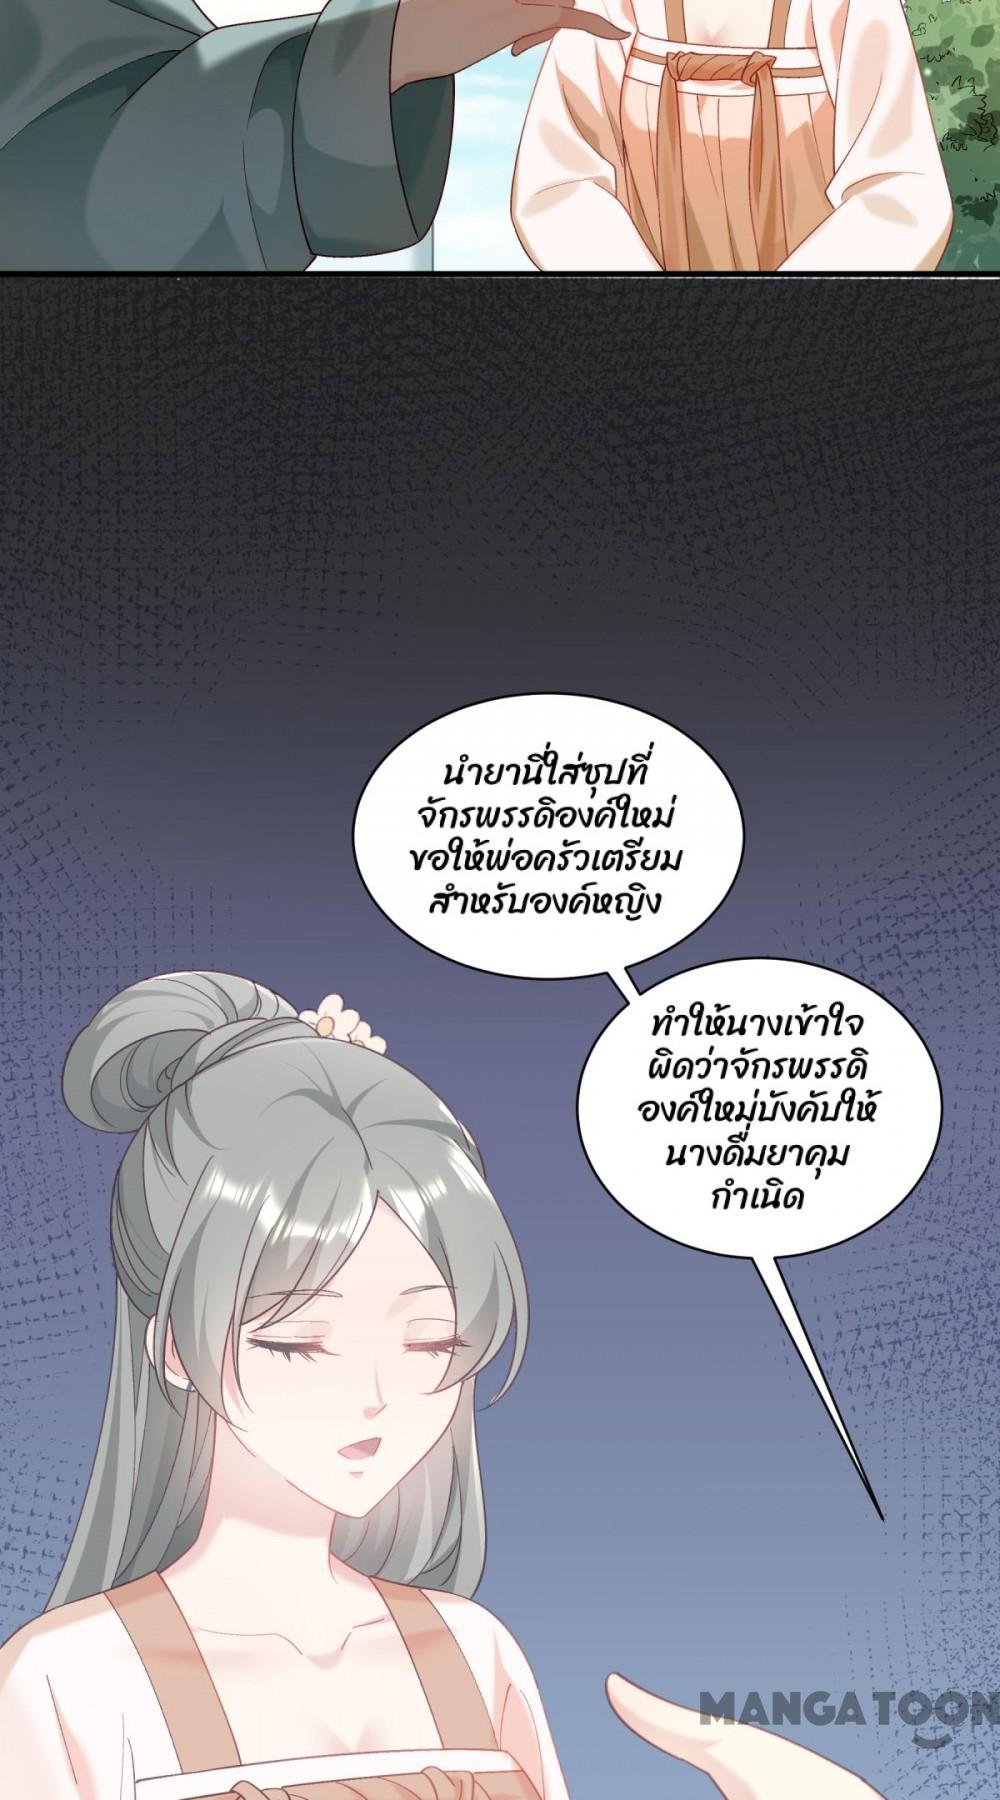 นำยานี่ใส่ซุปที่
จักรพรรดิองค์ใหม่
ขอให้พ่อครัวเตรียม
สำหรับองค์หญิง
ทำให้นางเข้าใจ
ผิดว่าจักรพรรดิ
องค์ใหม่บังคับให้
นางดื่มยาคุม
กำเนิด
MANGATOON